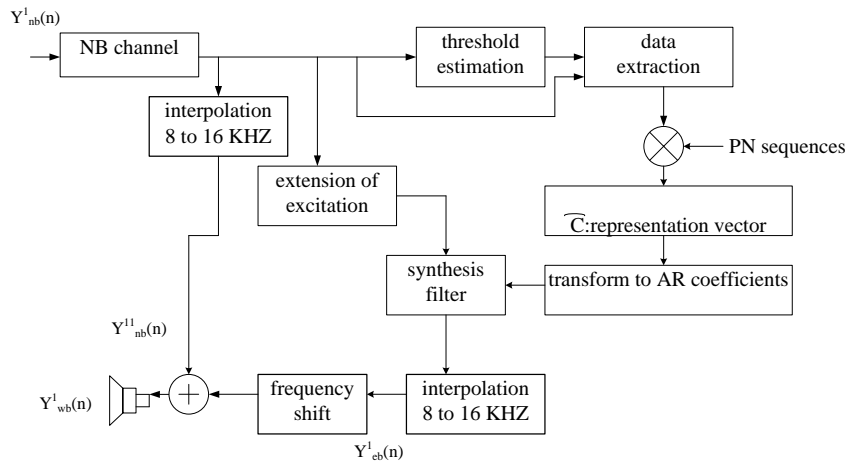 Y¹nb(n)
NB channel
threshold
estimation
data
extraction
interpolation
8 to 16 KHZ
PN sequences
extension of
excitation
C:representation vector
synthesis
filter
transform to AR coefficients
Y¹¹nb(n)
Y¹wb(n)
frequency
shift
interpolation
8 to 16 KHZ
Y¹eb(n)